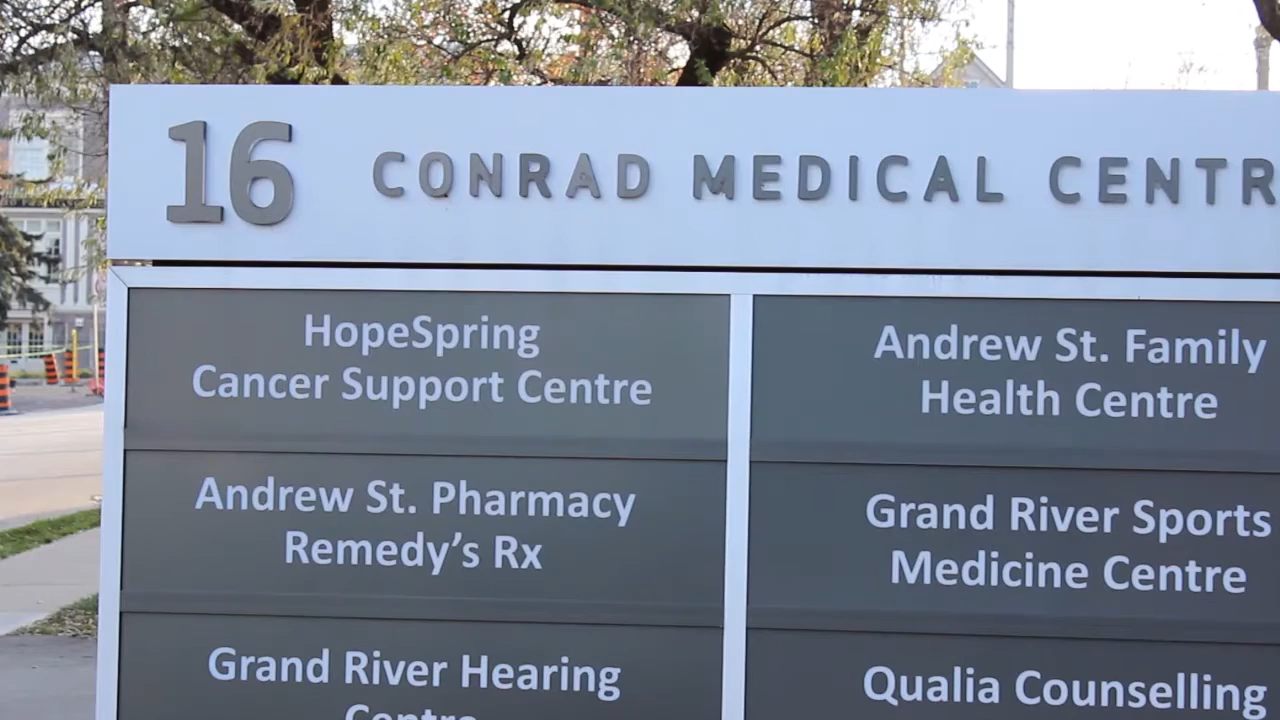 16 CONRAD MEDICAL CENTR
HopeSpring
Cancer Support Centre
Andrew St. Family
Health Centre
Andrew St. Pharmacy
Remedy's Rx
Grand River Sports
Medicine Centre
Grand River Hearing
Centre
Qualia Counselling